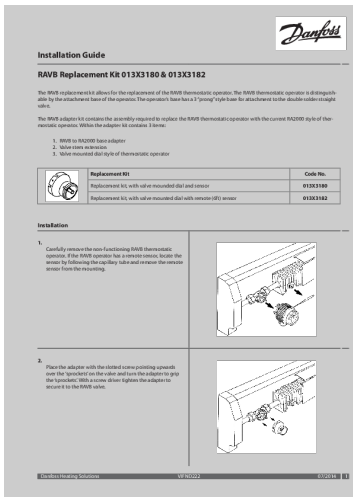 Danfoss
Installation Guide
RAVB Replacement Kit 013X3180 & 013X3182
The RAVB replacement kit allows for the replacement of the RAVB thermostatic operator. The RAVB thermostatic operator is distinguish-
able by the attachment base of the operator. The operator's base has a 3 "prong" style base for attachment to the double solder straight
valve.
The RAVB adapter kit contains the assembly required to replace the RAVB thermostatic operator with the current RA2000 style of ther-
mostatic operator. Within the adapter kit contains 3 items:
1. RAVB to RA2000 base adapter
2. Valve stem extension
3. Valve mounted dial style of thermostatic operator
Replacement Kit Code No.
Replacement kit, with valve mounted dial and sensor 013X3180
Replacement kit, with valve mounted dial with remote (6ft) sensor 013X3182
Installation
1.
Carefully remove the non-functioning RAVB thermostatic
operator. If the RAVB operator has a remote sensor, locate the
sensor by following the capillary tube and remove the remote
sensor from the mounting.
2.
Place the adapter with the slotted screw pointing upwards
over the 'sprockets' on the valve and turn the adapter to grip
the 'sprockets'. With a screw driver tighten the adapter to
secure it to the RAVB valve.
Danfoss Heating Solutions VIFND222 07/2014 1